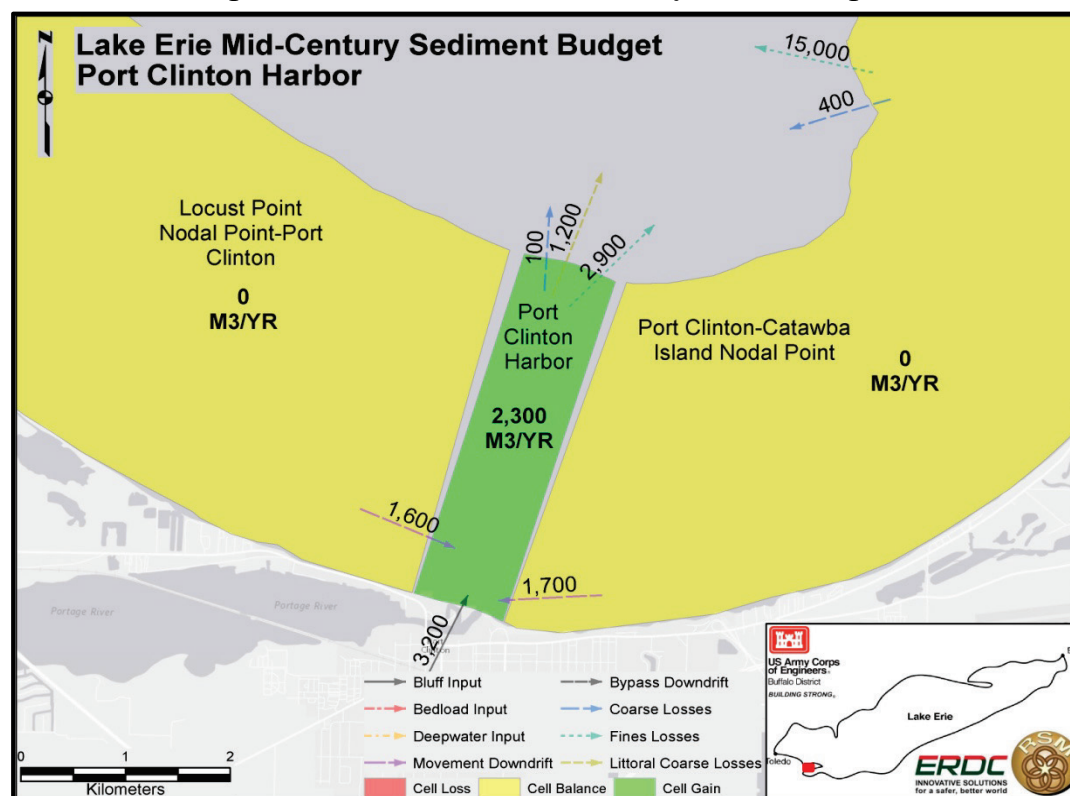 Lake Erie Mid-Century Sediment Budget
Port Clinton Harbor
N
15,000
400
Locust Point
Nodal Point-Port
Clinton
0
M3/YR
100
1,200
2,900
Port
Clinton
Harbor
2,300
M3/YR
Port Clinton-Catawba
Island Nodal Point
0
M3/YR
1,600
1,700
3,200
Portage River
Portage River
Clinton
Bluff Input
Bedload Input
Deepwater Input
Movement Downdrift
Bypass Downdrift
Coarse Losses
Fines Losses
Littoral Coarse Losses
Cell Loss
Cell Balance
Cell Gain
0 1 2
Kilometers
US Army Corps
of Engineers®
Buffalo District
BUILDING STRONG®
Lake Erie
Toledo
ERDC
INNOVATIVE SOLUTIONS
for a safer, better world
RSM